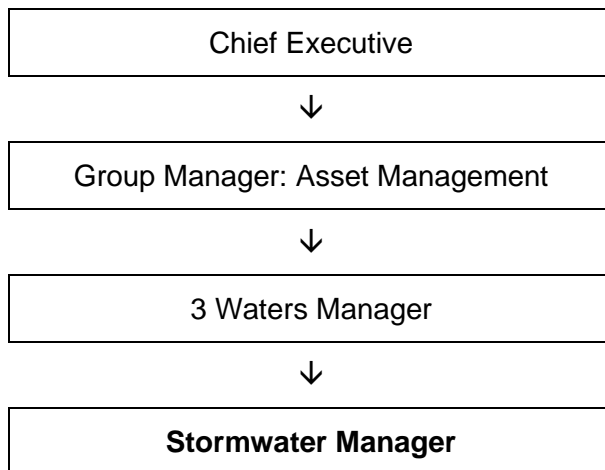 Chief Executive
↓
Group Manager: Asset Management
↓
3 Waters Manager
↓
Stormwater Manager